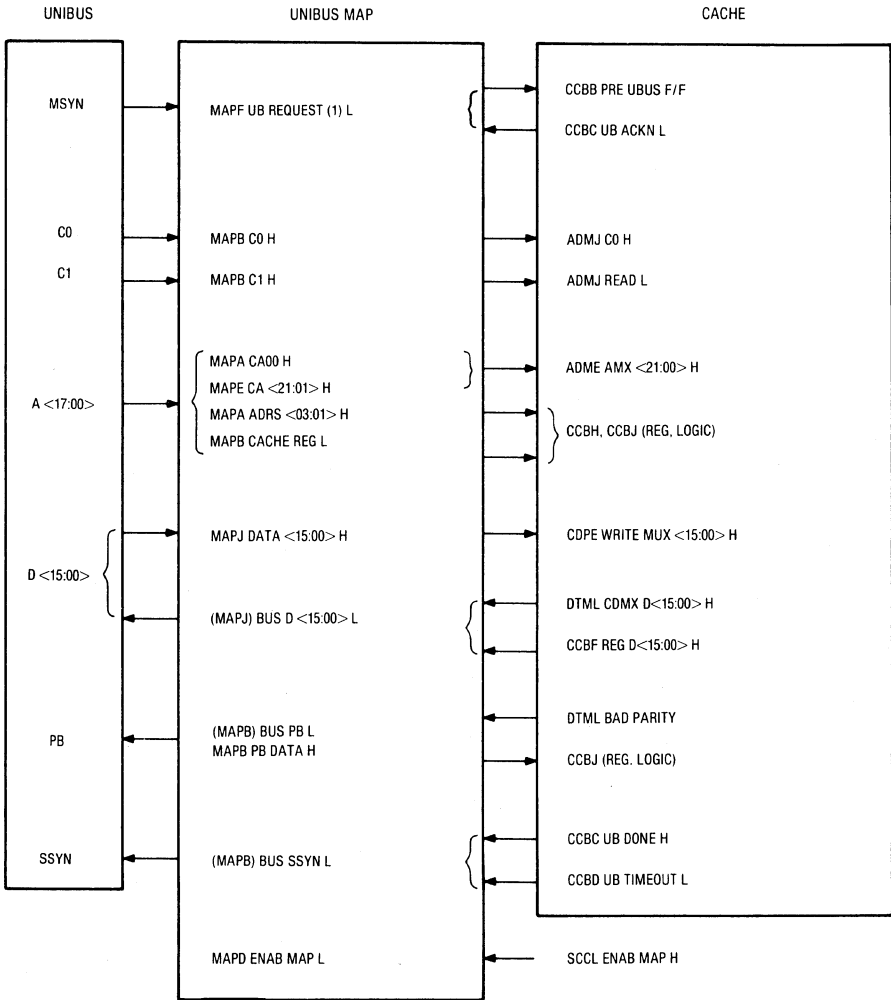 UNIBUS UNIBUS MAP CACHE
MSYN MAPF UB REQUEST (1) L CCBB PRE UBUS F/F
CCBC UB ACKN L
C0 MAPB C0 H ADMJ C0 H
C1 MAPB C1 H ADMJ READ L
A <17:00>
MAPA CA00 H
MAPE CA <21:01> H
MAPA ADRS <03:01> H
MAPB CACHE REG L
ADME AMX <21:00> H
CCBH, CCBJ (REG, LOGIC)
D <15:00>
MAPJ DATA <15:00> H CDPE WRITE MUX <15:00> H
(MAPJ) BUS D <15:00> L
DTML CDMX D<15:00> H
CCBF REG D<15:00> H
PB
(MAPB) BUS PB L
MAPB PB DATA H
DTML BAD PARITY
CCBJ (REG. LOGIC)
SSYN (MAPB) BUS SSYN L
CCBC UB DONE H
CCBD UB TIMEOUT L
MAPD ENAB MAP L SCCL ENAB MAP H